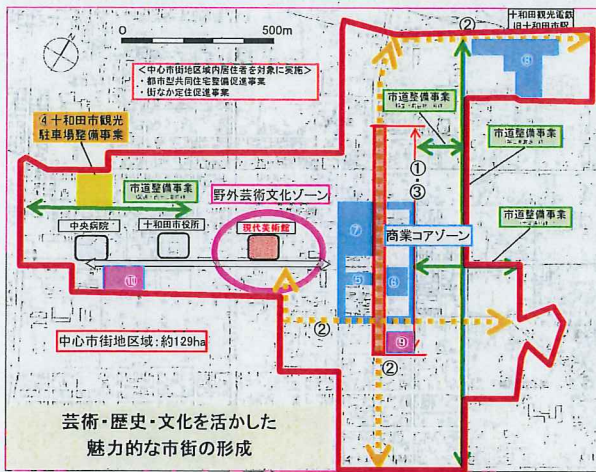 十和田観光電鉄
旧十和田市駅
②
0
500m
⑧
<中心市街地区域内居住者を対象に実施>
・都市型共同住宅整備促進事業
・街なか定住促進事業
市道整備事業
④十和田市観光
駐車場整備事業
市道整備事業
①
・
③
市道整備事業
野外芸術文化ゾーン
市道整備事業
中央病院
十和田市役所
現代美術館
⑦
商業コアゾーン
⑤
⑥
⑩
②
⑨
中心市街地区域:約129ha
②
芸術・歴史・文化を活かした
魅力的な市街の形成